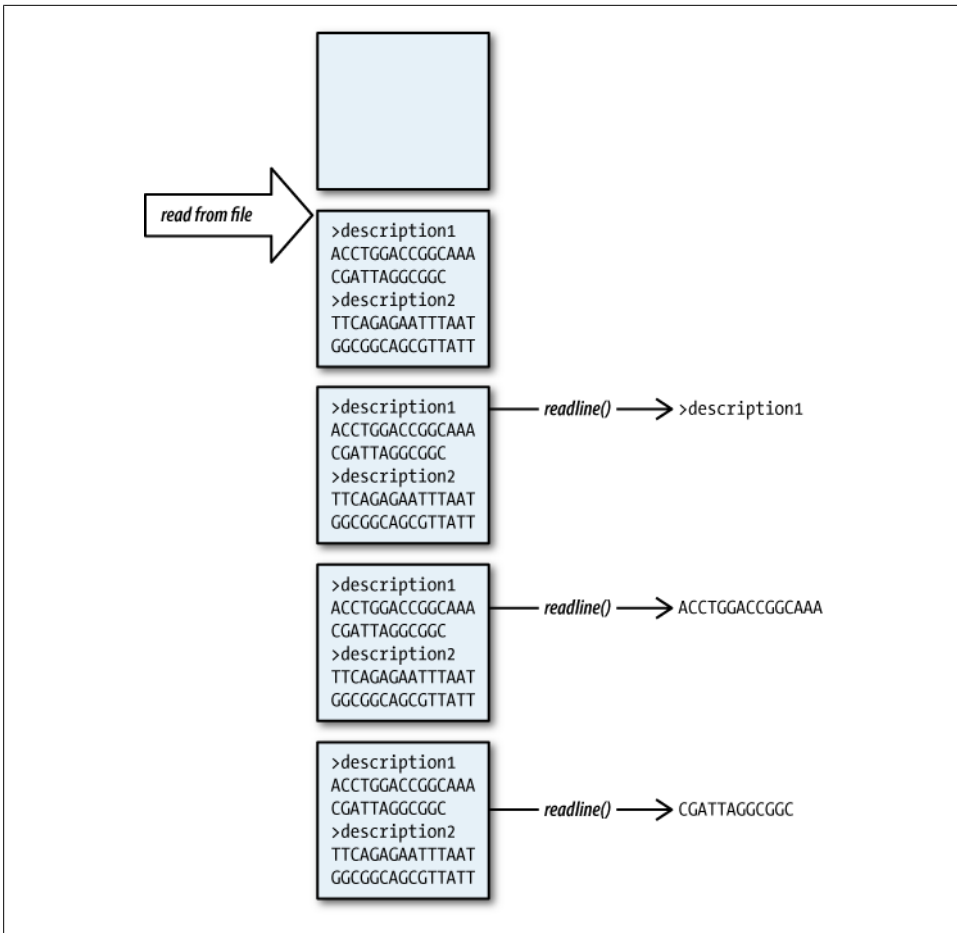 read from file
>description1
ACCTGGACCGGCAAA
CGATTAGGCGGC
>description2
TTCAGAGAATTTAAT
GGCGGCAGCGTTATT
>description1
ACCTGGACCGGCAAA
CGATTAGGCGGC
>description2
TTCAGAGAATTTAAT
GGCGGCAGCGTTATT
readline()
>description1
>description1
ACCTGGACCGGCAAA
CGATTAGGCGGC
>description2
TTCAGAGAATTTAAT
GGCGGCAGCGTTATT
readline()
ACCTGGACCGGCAAA
>description1
ACCTGGACCGGCAAA
CGATTAGGCGGC
>description2
TTCAGAGAATTTAAT
GGCGGCAGCGTTATT
readline()
CGATTAGGCGGC